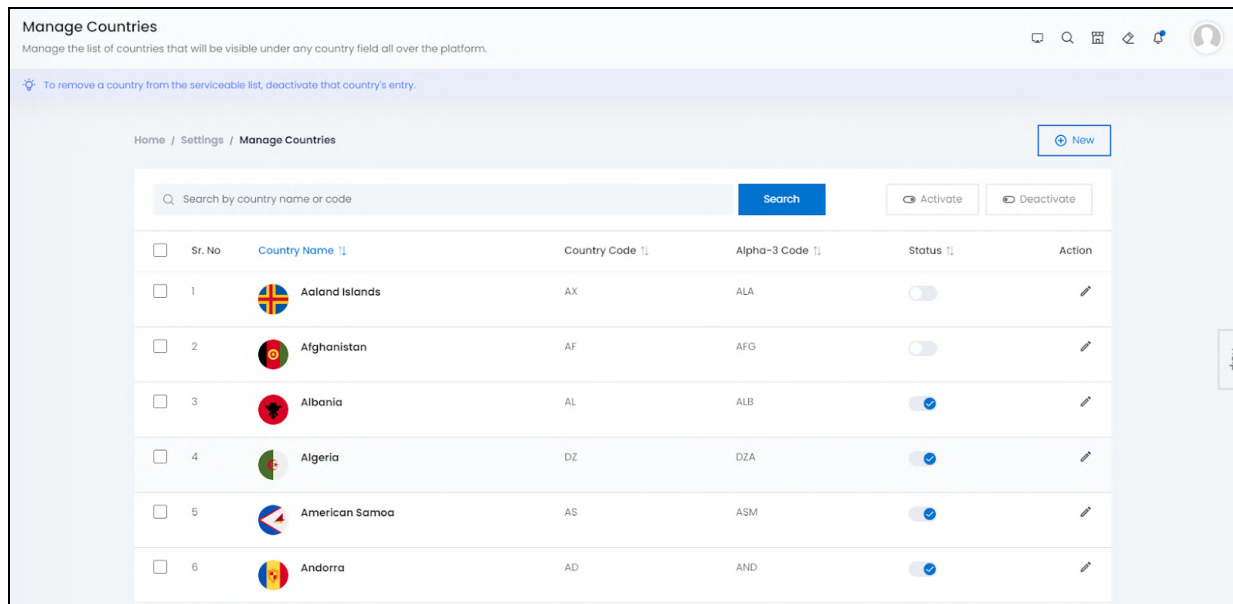 Manage Countries
Manage the list of countries that will be visible under any country field all over the platform.
To remove a country from the serviceable list, deactivate that country's entry.
Home / Settings / Manage Countries
New
Search by country name or code
Search
Activate
Deactivate
Sr. No Country Name Country Code Alpha-3 Code Status Action
1 Aaland Islands AX ALA
2 Afghanistan AF AFG
3 Albania AL ALB
4 Algeria DZ DZA
5 American Samoa AS ASM
6 Andorra AD AND